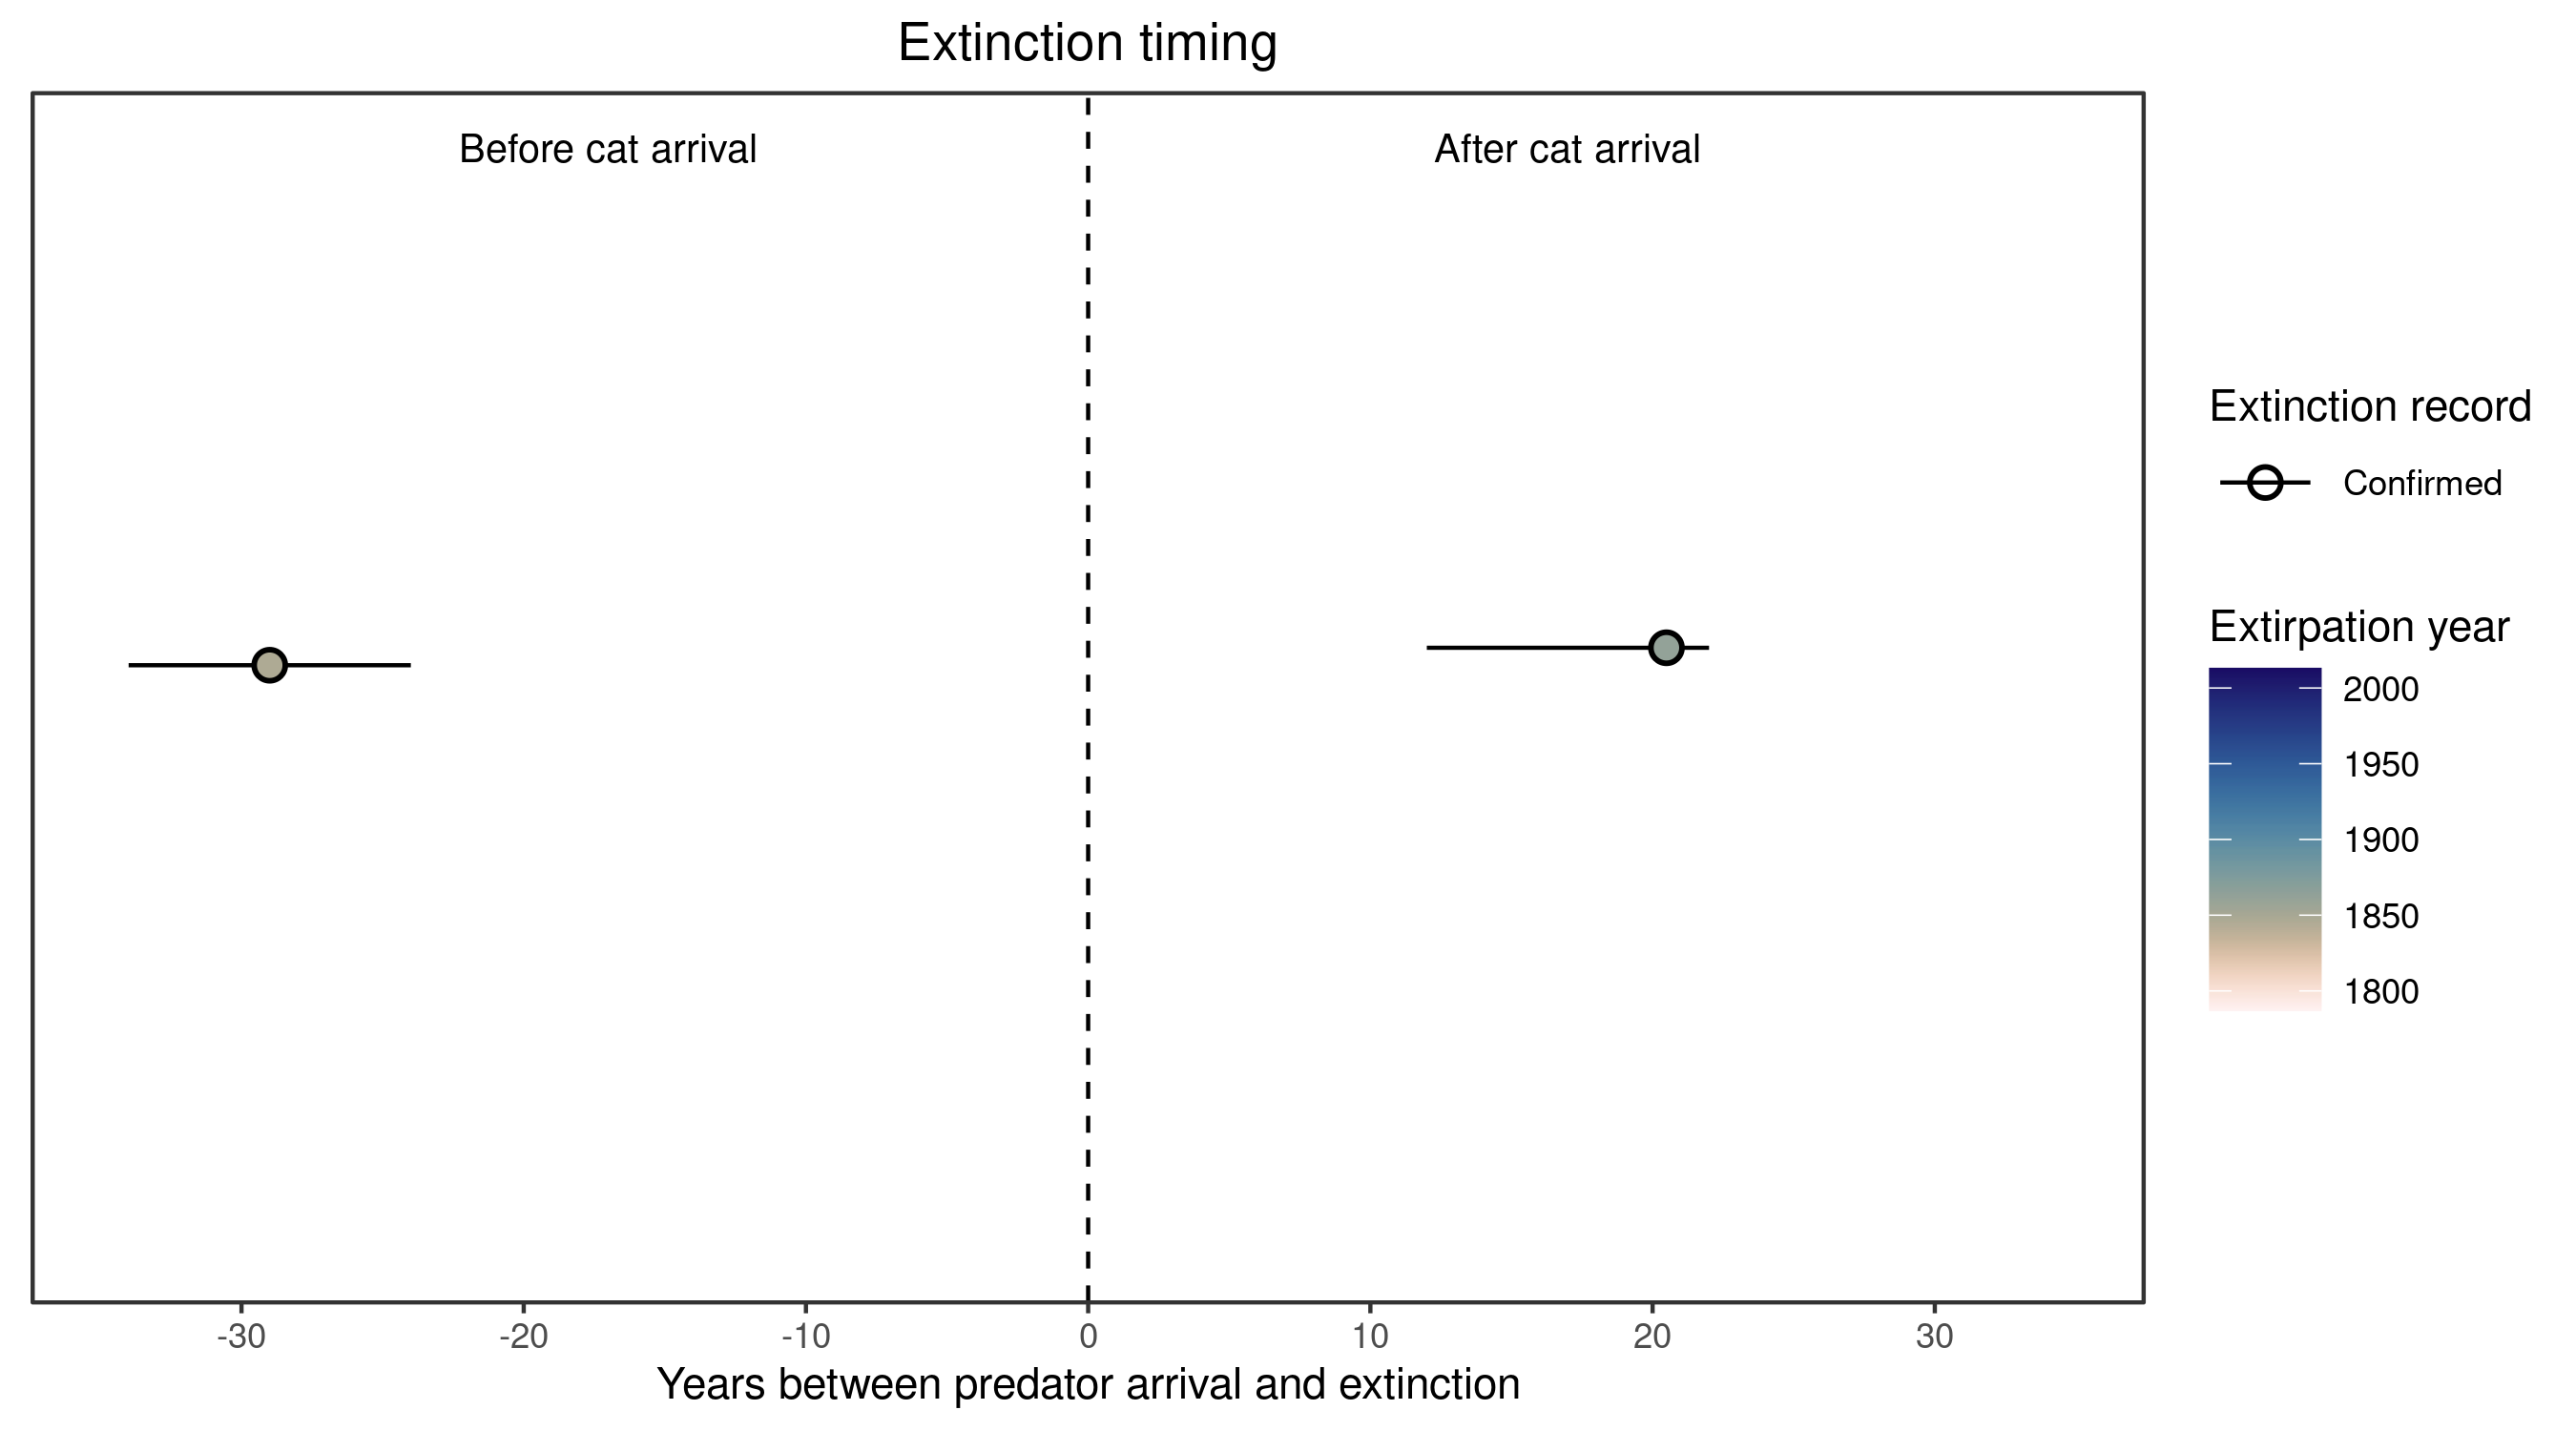 Extinction timing
Before cat arrival
After cat arrival
Extinction record
Confirmed
Extirpation year
2000
1950
1900
1850
1800
-30
-20
-10
0
10
20
30
Years between predator arrival and extinction